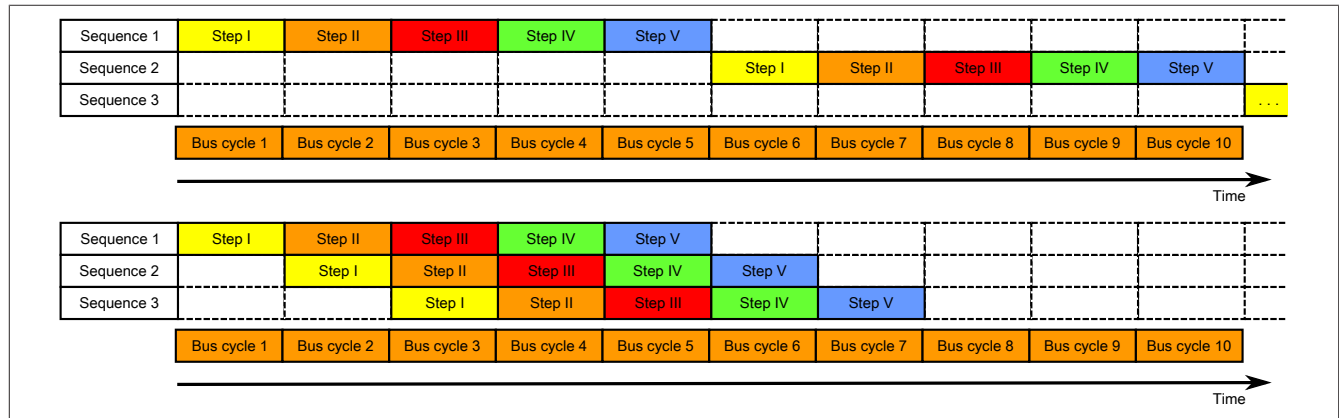 Sequence 1 Step I Step II Step III Step IV Step V
Sequence 2 Step I Step II Step III Step IV Step V
Sequence 3 . . .
Bus cycle 1 Bus cycle 2 Bus cycle 3 Bus cycle 4 Bus cycle 5 Bus cycle 6 Bus cycle 7 Bus cycle 8 Bus cycle 9 Bus cycle 10
Time
Sequence 1 Step I Step II Step III Step IV Step V
Sequence 2 Step I Step II Step III Step IV Step V
Sequence 3 Step I Step II Step III Step IV Step V
Bus cycle 1 Bus cycle 2 Bus cycle 3 Bus cycle 4 Bus cycle 5 Bus cycle 6 Bus cycle 7 Bus cycle 8 Bus cycle 9 Bus cycle 10
Time